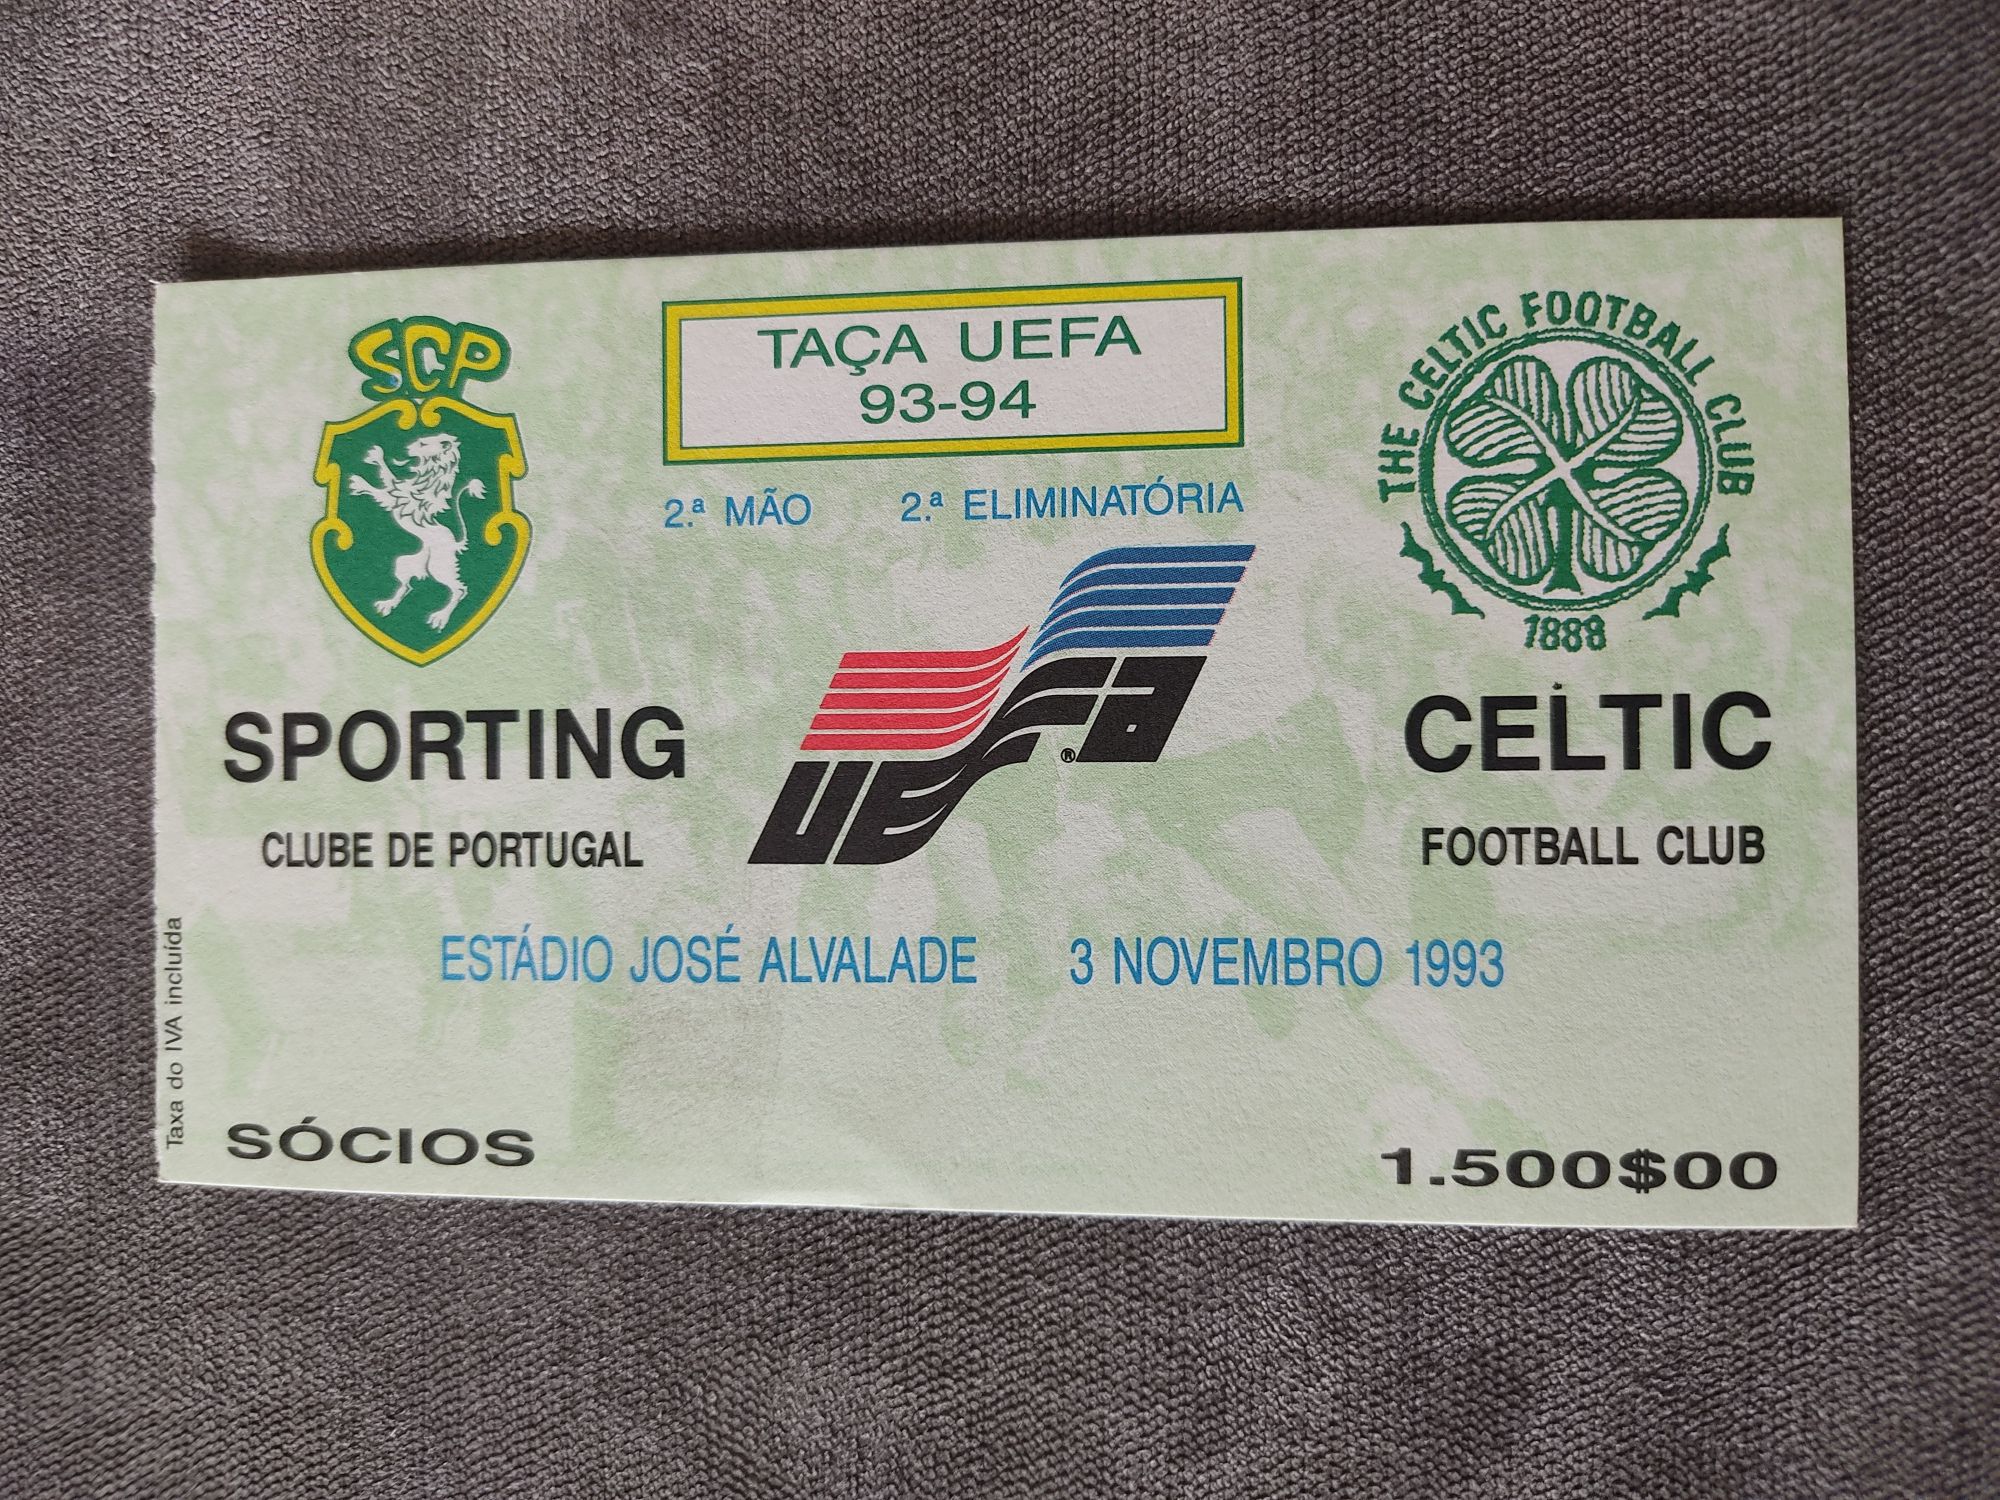 SCP
TAÇA UEFA
93-94
2.ª MÃO 2.ª ELIMINATÓRIA
THE CELTIC FOOTBALL CLUB
1888
UEFA®
SPORTING
CLUBE DE PORTUGAL
CELTIC
FOOTBALL CLUB
ESTÁDIO JOSÉ ALVALADE 3 NOVEMBRO 1993
Taxa do IVA incluída
SÓCIOS
1.500$00